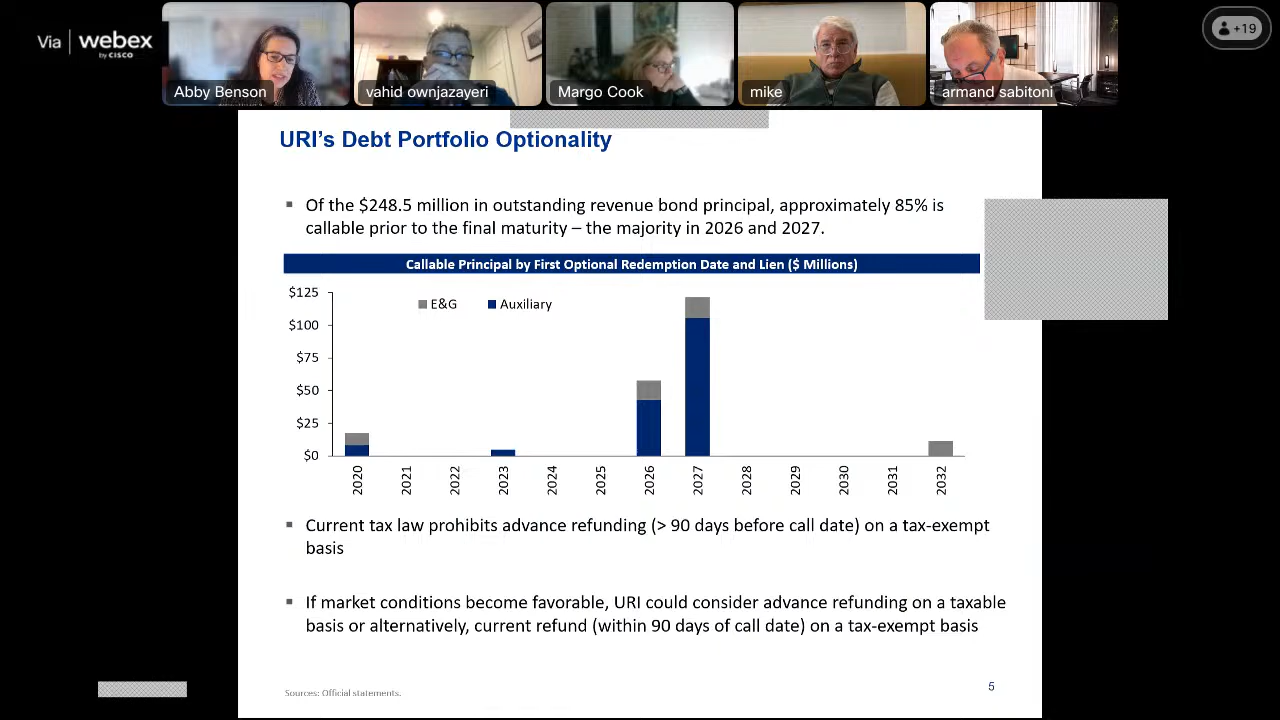 Via webex
by CISCO
+19
Abby Benson
vahid ownjazayeri
Margo Cook
mike
armand sabitoni
URI’s Debt Portfolio Optionality
▪ Of the $248.5 million in outstanding revenue bond principal, approximately 85% is
callable prior to the final maturity – the majority in 2026 and 2027.
Callable Principal by First Optional Redemption Date and Lien ($ Millions)
E&G Auxiliary
$125
$100
$75
$50
$25
$0
2020 2021 2022 2023 2024 2025 2026 2027 2028 2029 2030 2031 2032
▪ Current tax law prohibits advance refunding (> 90 days before call date) on a tax-exempt
basis
▪ If market conditions become favorable, URI could consider advance refunding on a taxable
basis or alternatively, current refund (within 90 days of call date) on a tax-exempt basis
Sources: Official statements.
5